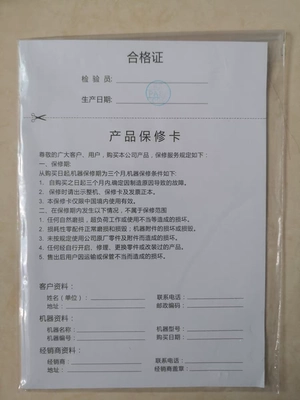 合格证
检 验 员:
生产日期:
产品保修卡
尊敬的广大客户、用户,购买本公司产品,保修服务规定如下:
一、保修期:
从购买日起,机器保修期为三个月,机器保修条件如下:
1、自购买之日起三个月内,确定因制造原因导致的故障。
2、保修时请出示整机、保修卡及发票正本。
3、本保修卡仅限中国境内使用有效。
二、在保修期内发生以下情况,不属于保修范围
1、任何自然磨损,超负荷工作或使用不当等造成的损坏。
2、损耗性零配件正常磨损和损毁;机器附件的损坏或损毁。
3、未按规定使用公司原厂零件及附件而造成的损坏。
4、任何经自行开启、修理、更换零件或改装过的产品。
5、售出后用户因运输或保管不当而造成的损坏。
客户资料:
姓名(单位): 联系电话:
地址: 邮政编码:
机器资料:
机器名称: 机器型号:
机器编号: 购买日期:
经销商资料:
经销商: 联系电话:
地址: 经销商盖章: